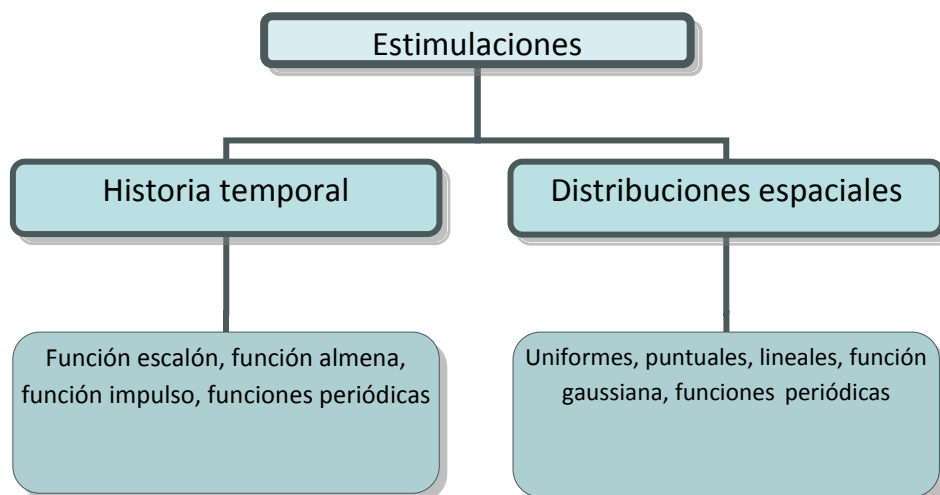 Estimulaciones
Historia temporal
Distribuciones espaciales
Función escalón, función almena,
función impulso, funciones periódicas
Uniformes, puntuales, lineales, función
gaussiana, funciones periódicas